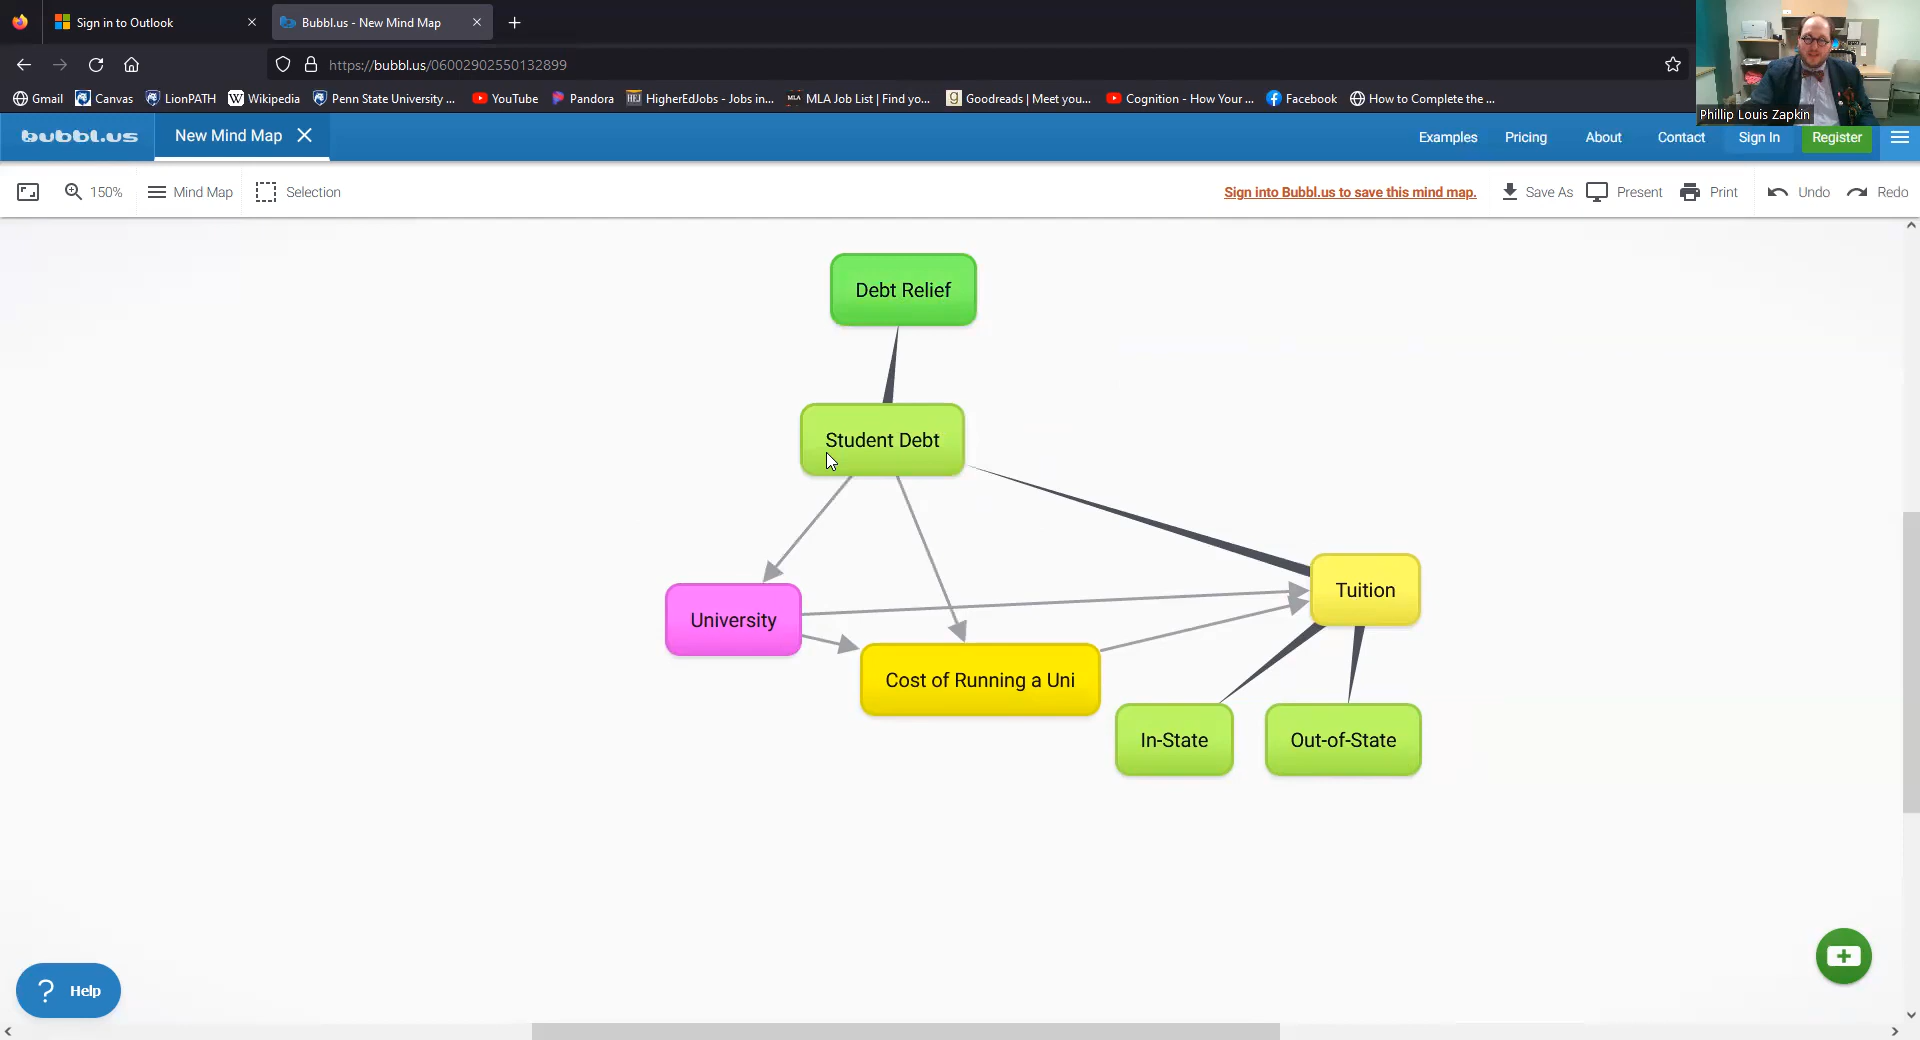 Sign in to Outlook
Bubbl.us - New Mind Map
https://bubbl.us/06002902550132899
Gmail
Canvas
LionPATH
Wikipedia
Penn State University ...
YouTube
Pandora
HigherEdJobs - Jobs in...
MLA Job List | Find yo...
Goodreads | Meet you...
Cognition - How Your ...
Facebook
How to Complete the ...
Phillip Louis Zapkin
bubbl.us
New Mind Map
Examples
Pricing
About
Contact
Sign In
Register
150%
Mind Map
Selection
Sign into Bubbl.us to save this mind map.
Save As
Present
Print
Undo
Redo
Debt Relief
Student Debt
University
Tuition
Cost of Running a Uni
In-State
Out-of-State
? Help